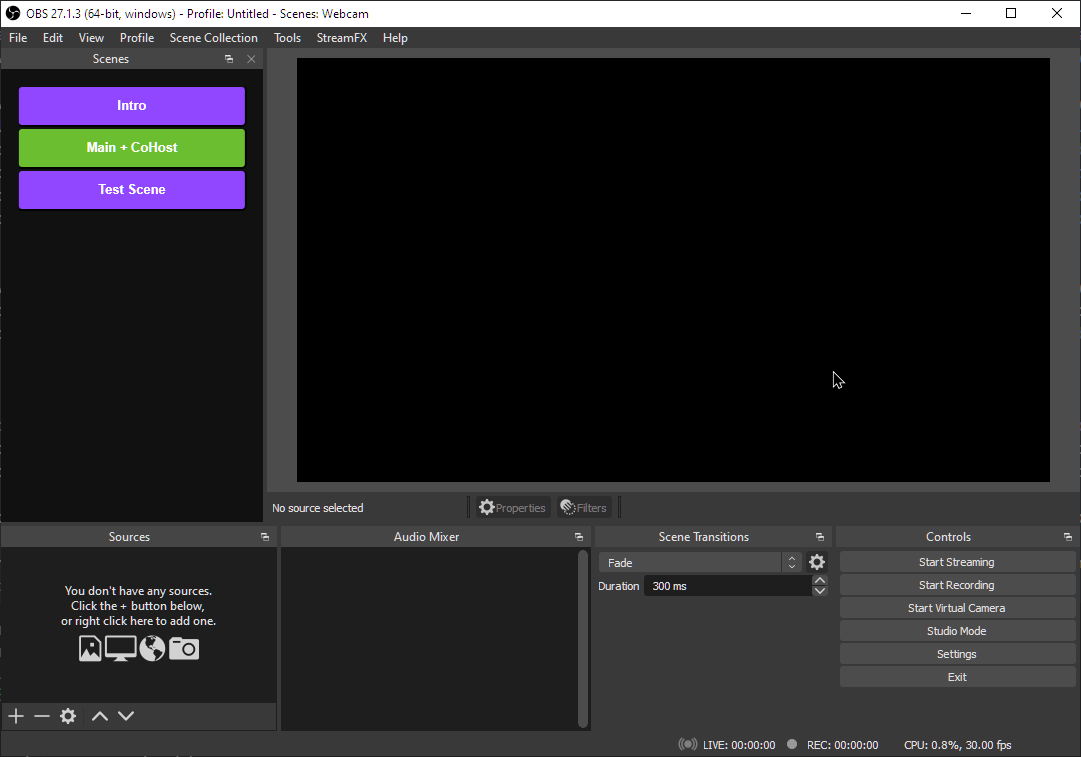 OBS 27.1.3 (64-bit, windows) - Profile: Untitled - Scenes: Webcam
File Edit View Profile Scene Collection Tools StreamFX Help
Scenes
Intro
Main + CoHost
Test Scene
No source selected
Properties
Filters
Sources
You don't have any sources.
Click the + button below,
or right click here to add one.
Audio Mixer
Scene Transitions
Fade
Duration 300 ms
Controls
Start Streaming
Start Recording
Start Virtual Camera
Studio Mode
Settings
Exit
LIVE: 00:00:00 REC: 00:00:00 CPU: 0.8%, 30.00 fps